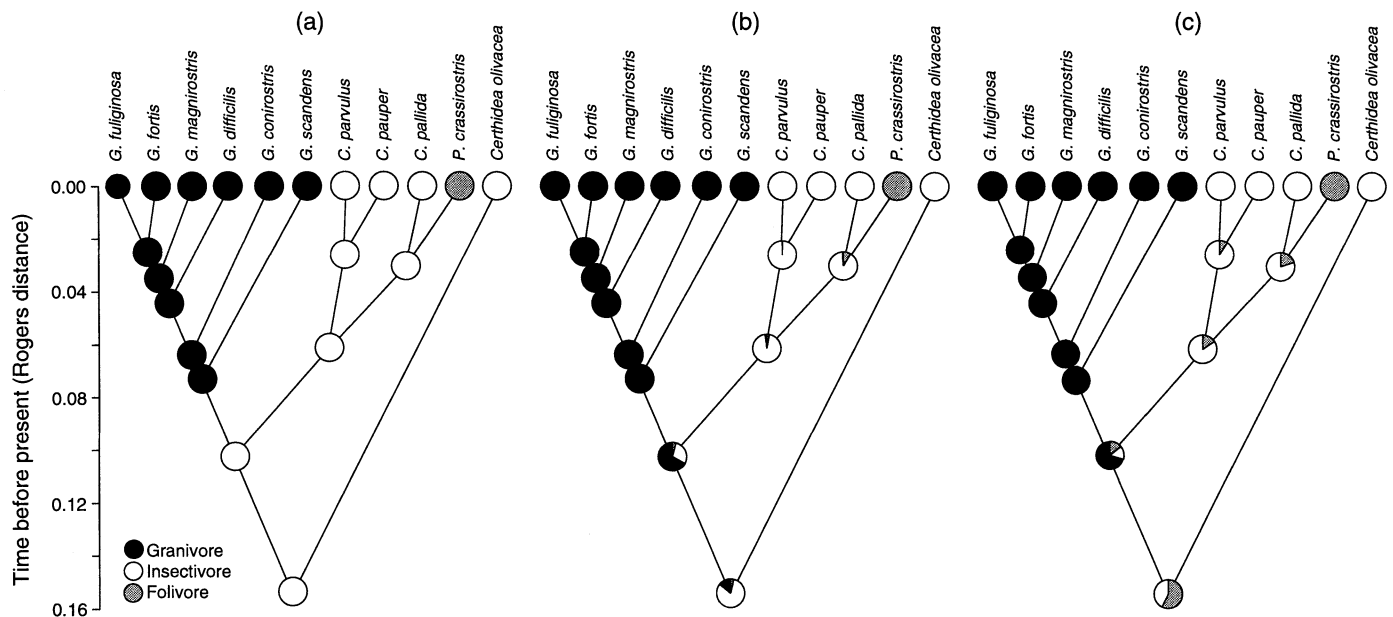 (a)
(b)
(c)
G. fuliginosa
G. fortis
G. magnirostris
G. difficilis
G. conirostris
G. scandens
C. parvulus
C. pauper
C. pallida
P. crassirostris
Certhidea olivacea
G. fuliginosa
G. fortis
G. magnirostris
G. difficilis
G. conirostris
G. scandens
C. parvulus
C. pauper
C. pallida
P. crassirostris
Certhidea olivacea
G. fuliginosa
G. fortis
G. magnirostris
G. difficilis
G. conirostris
G. scandens
C. parvulus
C. pauper
C. pallida
P. crassirostris
Certhidea olivacea
Time before present (Rogers distance)
0.00
0.04
0.08
0.12
0.16
Granivore
Insectivore
Folivore